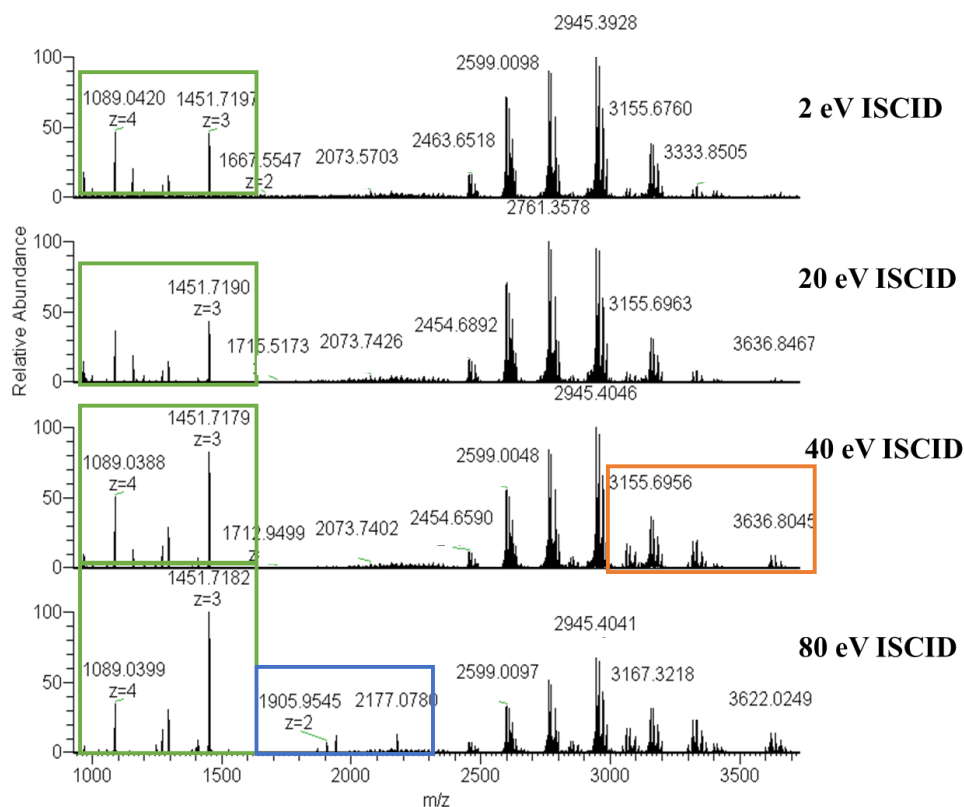 2945.3928
100
2599.0098
1089.0420
z=4
1451.7197
z=3
3155.6760
2 eV ISCID
50
1667.5547
z=2
2073.5703
2463.6518
3333.8505
0
2761.3578
100
1451.7190
z=3
20 eV ISCID
3155.6963
50
1715.5173
2073.7426
2454.6892
3636.8467
0
Relative Abundance
2945.4046
100
1451.7179
z=3
2599.0048
40 eV ISCID
1089.0388
z=4
3155.6956
50
1712.9499
z
2073.7402
2454.6590
3636.8045
0
1451.7182
z=3
100
2945.4041
80 eV ISCID
1089.0399
z=4
2599.0097
3167.3218
50
1905.9545
z=2
2177.0780
3622.0249
0
1000 1500 2000 2500 3000 3500
m/z